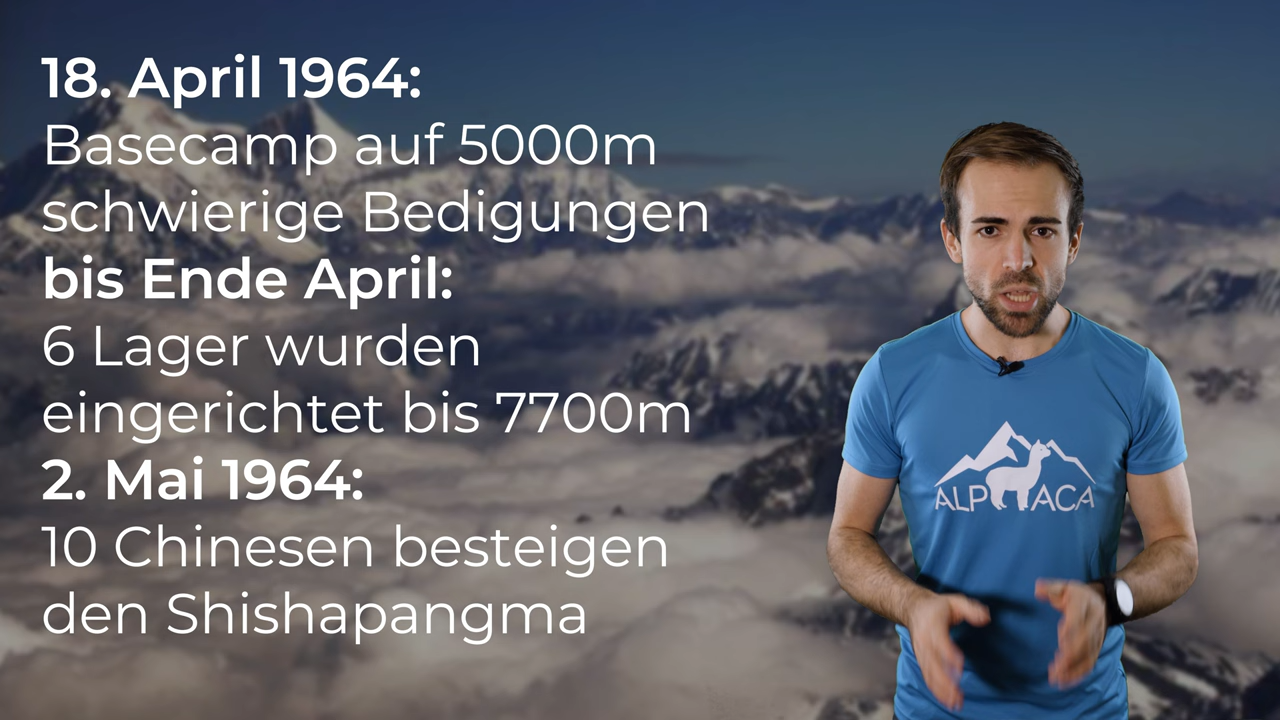 18. April 1964:
Basecamp auf 5000m
schwierige Bedigungen
bis Ende April:
6 Lager wurden
eingerichtet bis 7700m
2. Mai 1964:
10 Chinesen besteigen
den Shishapangma
ALPACA